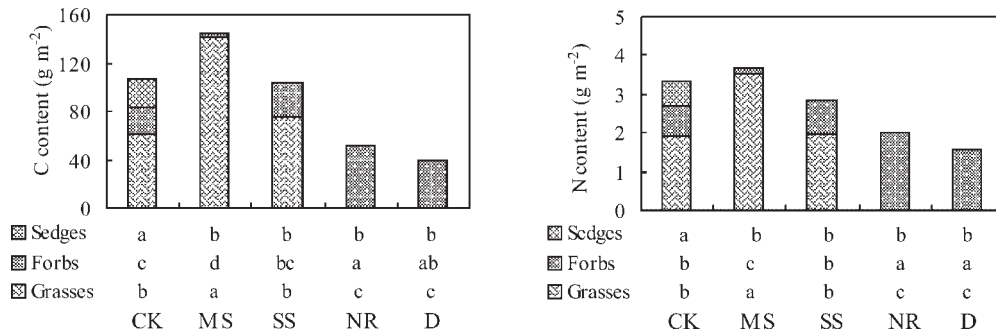 C content (g m-2)
160
120
80
40
0
Sedges a b b b b
Forbs c d bc a ab
Grasses b a b c c
CK MS SS NR D
N content (g m-2)
5
4
3
2
1
0
Sedges a b b b b
Forbs b c b a a
Grasses b a b c c
CK MS SS NR D